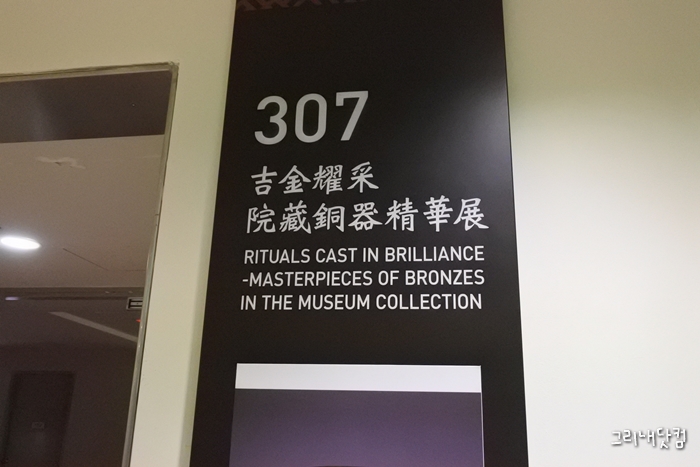 307
吉金耀采
院藏銅器精華展
RITUALS CAST IN BRILLIANCE
-MASTERPIECES OF BRONZES
IN THE MUSEUM COLLECTION
그리내닷컴